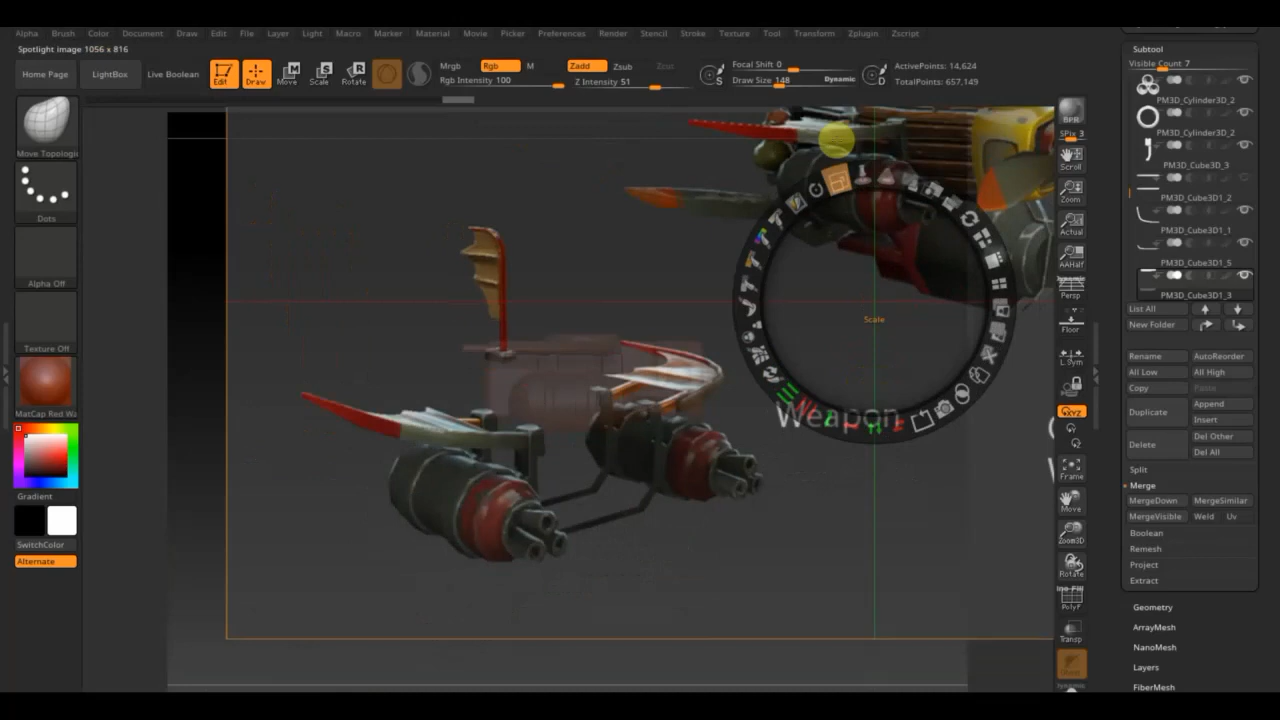 Alpha Brush Color Document Draw Edit File Layer Light Macro Marker Material Movie Picker Preferences Render Stencil Stroke Texture Tool Transform Zplugin Zscript
Spotlight image 1056 x 816
Home Page LightBox Live Boolean Edit Draw Move Scale Rotate
Mrgb Rgb M
Rgb Intensity 100
Zadd Zsub Zcut
Z Intensity 51
S
Focal Shift 0
Draw Size 148 Dynamic
D
ActivePoints: 14,624
TotalPoints: 657,149
Move Topologi
Dots
Alpha Off
Texture Off
MatCap Red Wa
Gradient
SwitchColor
Alternate
Scale
Weapon
BPR
SPix 3
Scroll
Zoom
Actual
AAHalf
Dynamic
Persp
Floor
L.Sym
XYZ
Frame
Move
Zoom3D
Rotate
PolyF
Transp
Subtool
Visible Count 7
PM3D_Cylinder3D_2
PM3D_Cylinder3D_2
PM3D_Cube3D_3
PM3D_Cube3D1_2
PM3D_Cube3D1_1
PM3D_Cube3D1_5
PM3D_Cube3D1_3
List All
New Folder
Rename AutoReorder
All Low All High
Copy Paste
Duplicate Append
Insert
Delete Del Other
Del All
Split
Merge
MergeDown MergeSimilar
MergeVisible Weld Uv
Boolean
Remesh
Project
Extract
Geometry
ArrayMesh
NanoMesh
Layers
FiberMesh